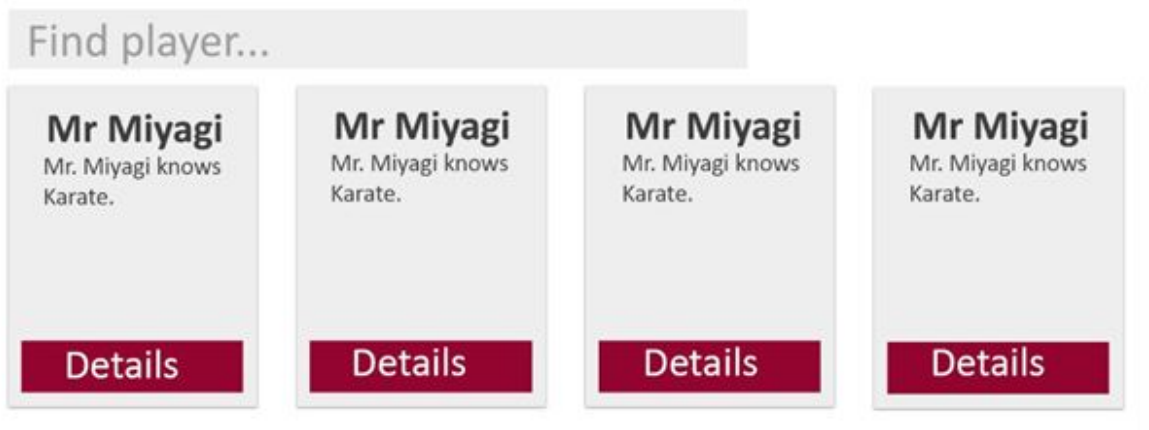 Find player...
Mr Miyagi
Mr. Miyagi knows
Karate.
Details
Mr Miyagi
Mr. Miyagi knows
Karate.
Details
Mr Miyagi
Mr. Miyagi knows
Karate.
Details
Mr Miyagi
Mr. Miyagi knows
Karate.
Details